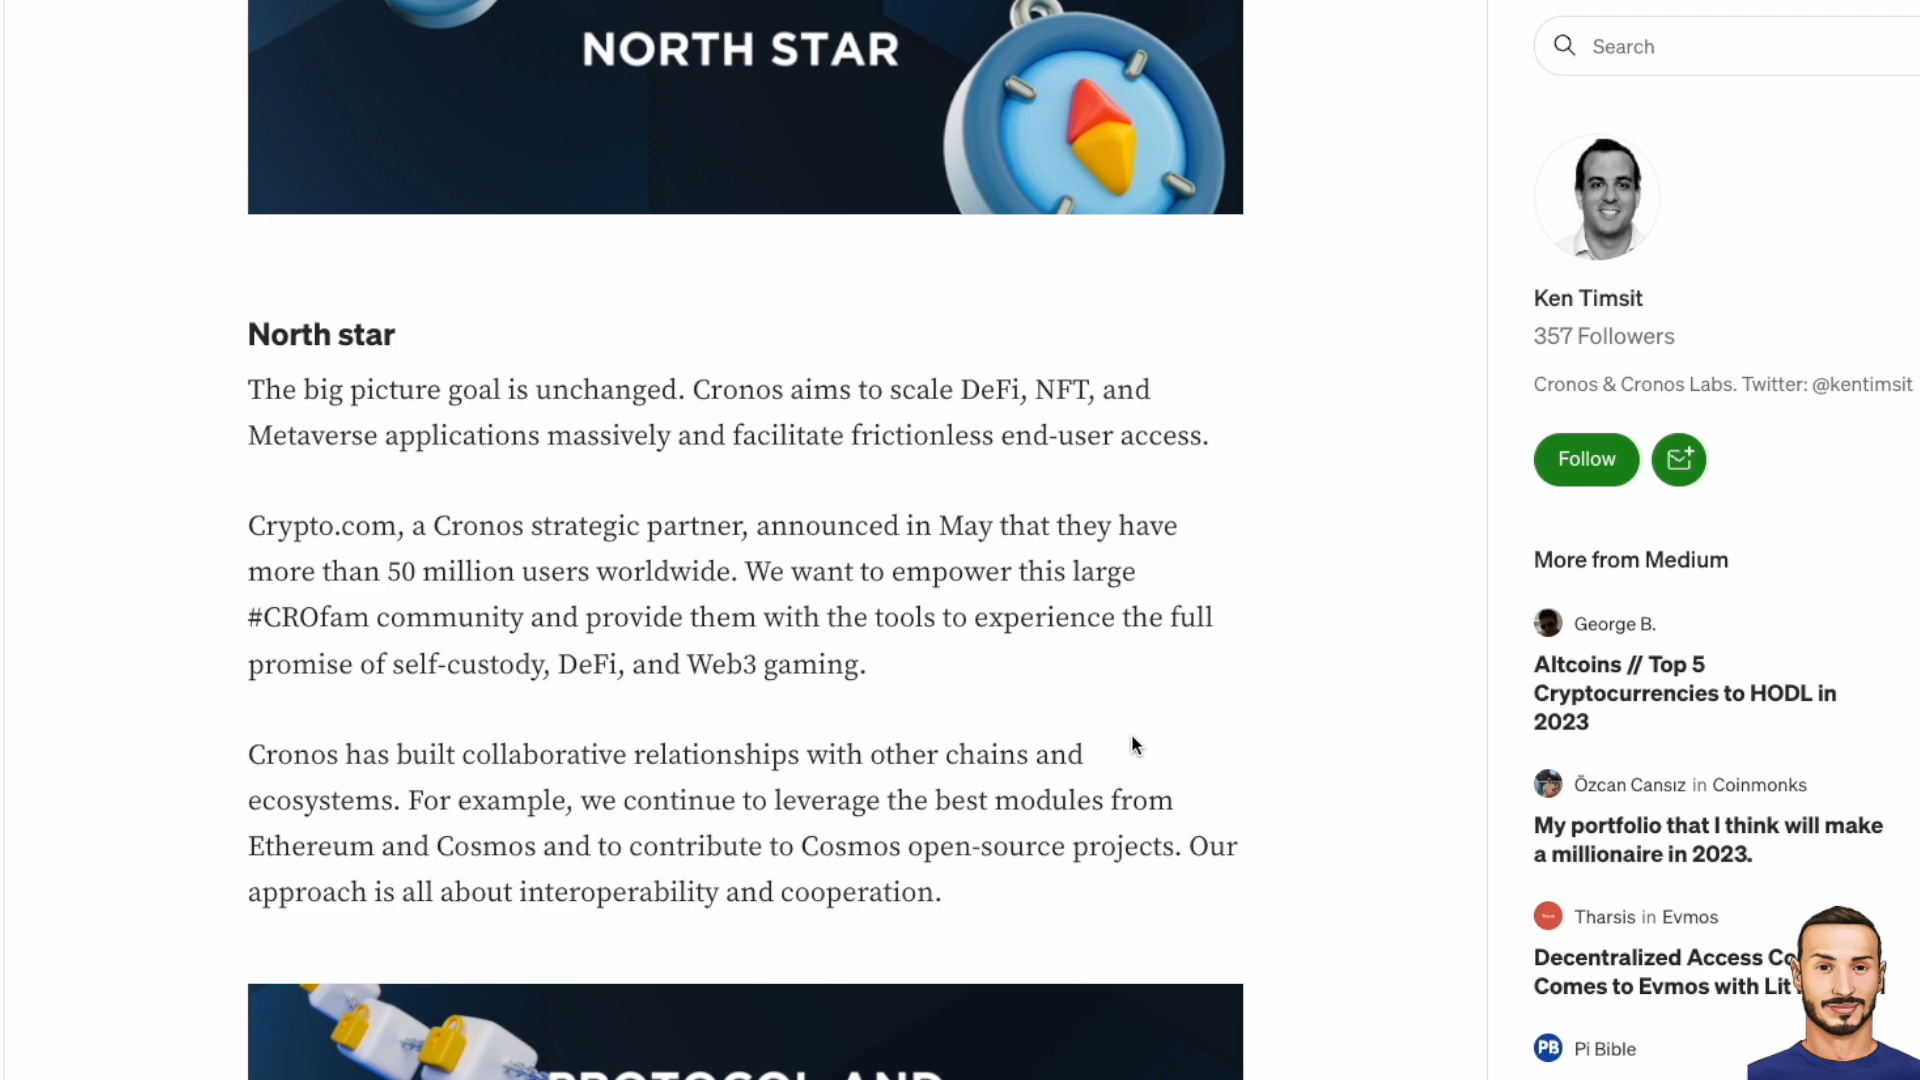 NORTH STAR
North star
The big picture goal is unchanged. Cronos aims to scale DeFi, NFT, and
Metaverse applications massively and facilitate frictionless end-user access.
Crypto.com, a Cronos strategic partner, announced in May that they have
more than 50 million users worldwide. We want to empower this large
#CROfam community and provide them with the tools to experience the full
promise of self-custody, DeFi, and Web3 gaming.
Cronos has built collaborative relationships with other chains and
ecosystems. For example, we continue to leverage the best modules from
Ethereum and Cosmos and to contribute to Cosmos open-source projects. Our
approach is all about interoperability and cooperation.
PROTOCOL AND
Search
Ken Timsit
357 Followers
Cronos & Cronos Labs. Twitter: @kentimsit
Follow
More from Medium
George B.
Altcoins // Top 5
Cryptocurrencies to HODL in
2023
Özcan Cansız in Coinmonks
My portfolio that I think will make
a millionaire in 2023.
Tharsis in Evmos
Decentralized Access
Comes to Evmos with Lit
PB Pi Bible